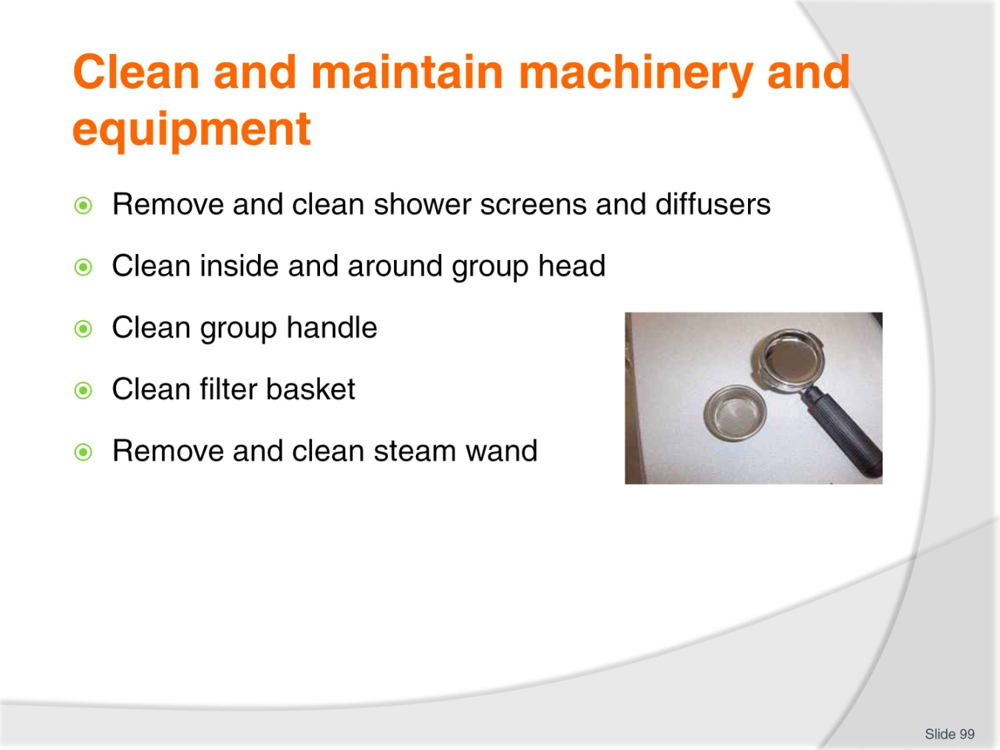 Clean and maintain machinery and
equipment
Remove and clean shower screens and diffusers
Clean inside and around group head
Clean group handle
Clean filter basket
Remove and clean steam wand
Slide 99